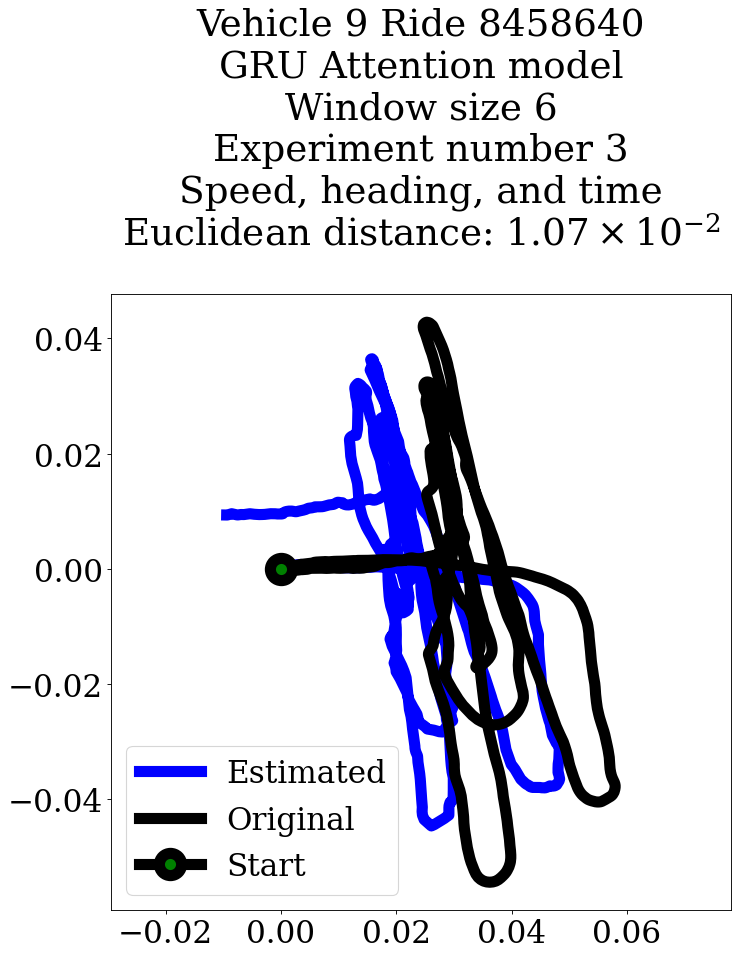 Vehicle 9 Ride 8458640
GRU Attention model
Window size 6
Experiment number 3
Speed, heading, and time
Euclidean distance: 1.07 × 10⁻²
0.04
0.02
0.00
−0.02
−0.04
Estimated
Original
Start
−0.02 0.00 0.02 0.04 0.06